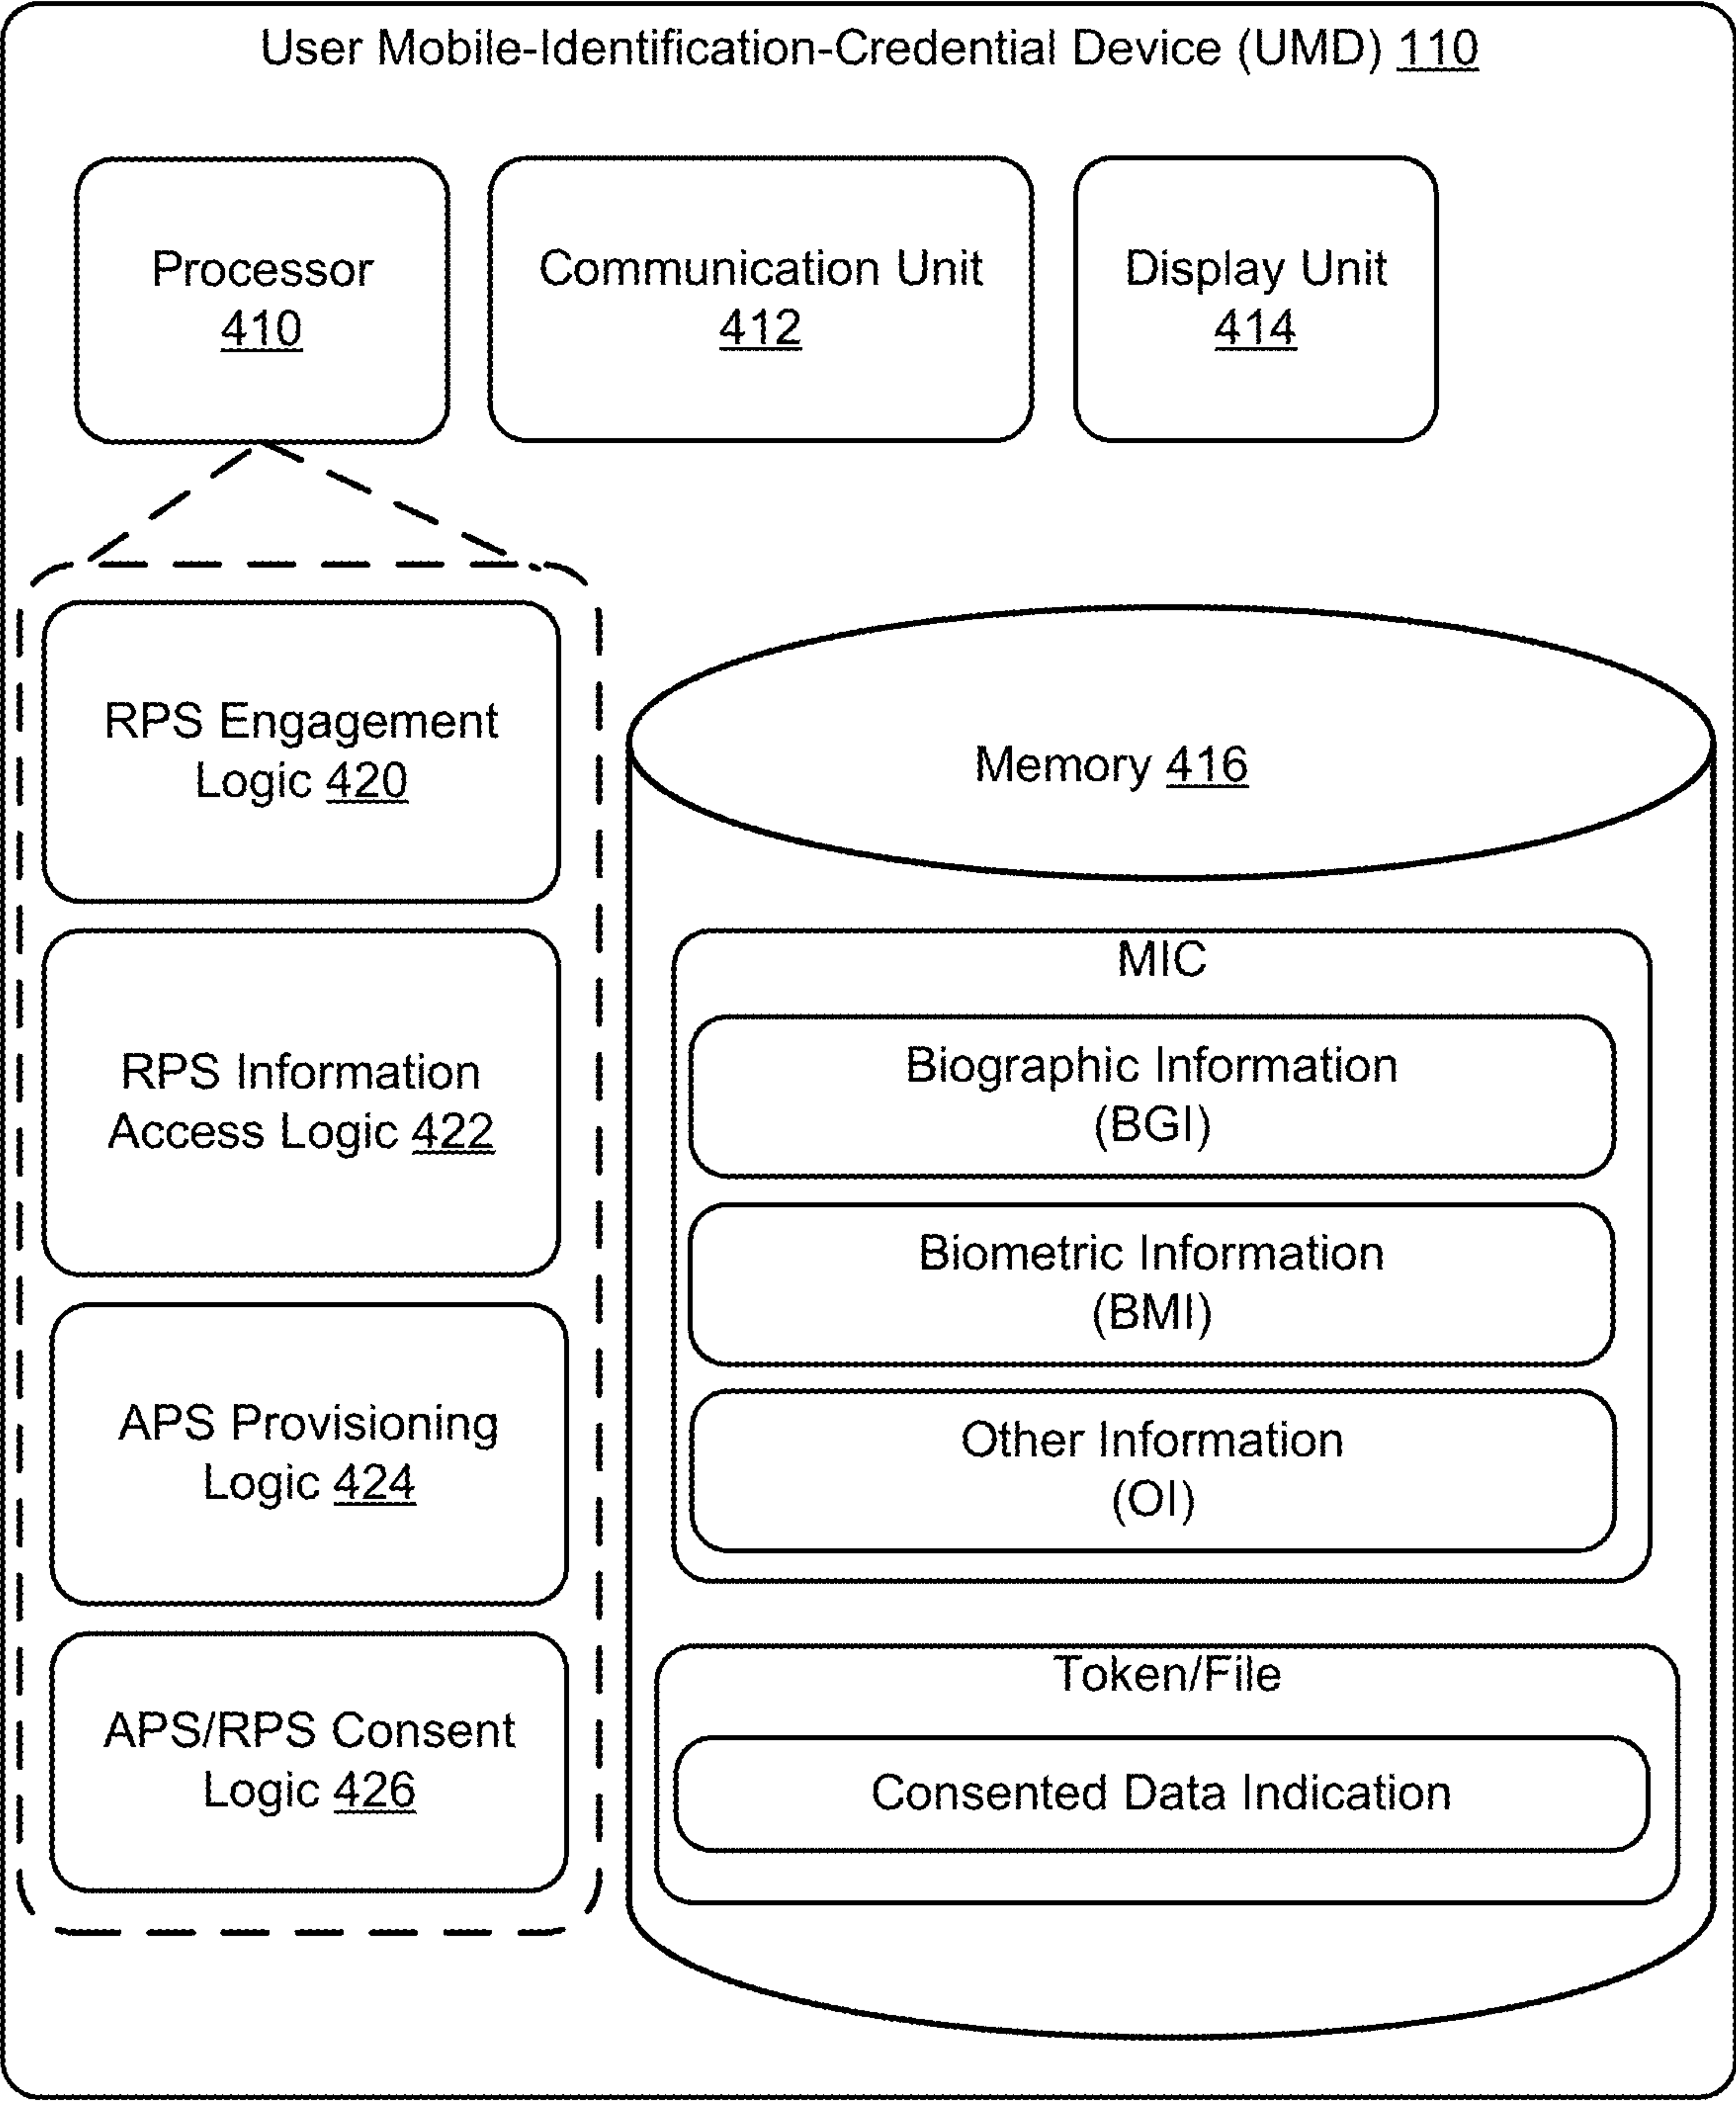 User Mobile-Identification-Credential Device (UMD) 110
Processor
410
Communication Unit
412
Display Unit
414
RPS Engagement
Logic 420
RPS Information
Access Logic 422
APS Provisioning
Logic 424
APS/RPS Consent
Logic 426
Memory 416
MIC
Biographic Information
(BGI)
Biometric Information
(BMI)
Other Information
(OI)
Token/File
Consented Data Indication